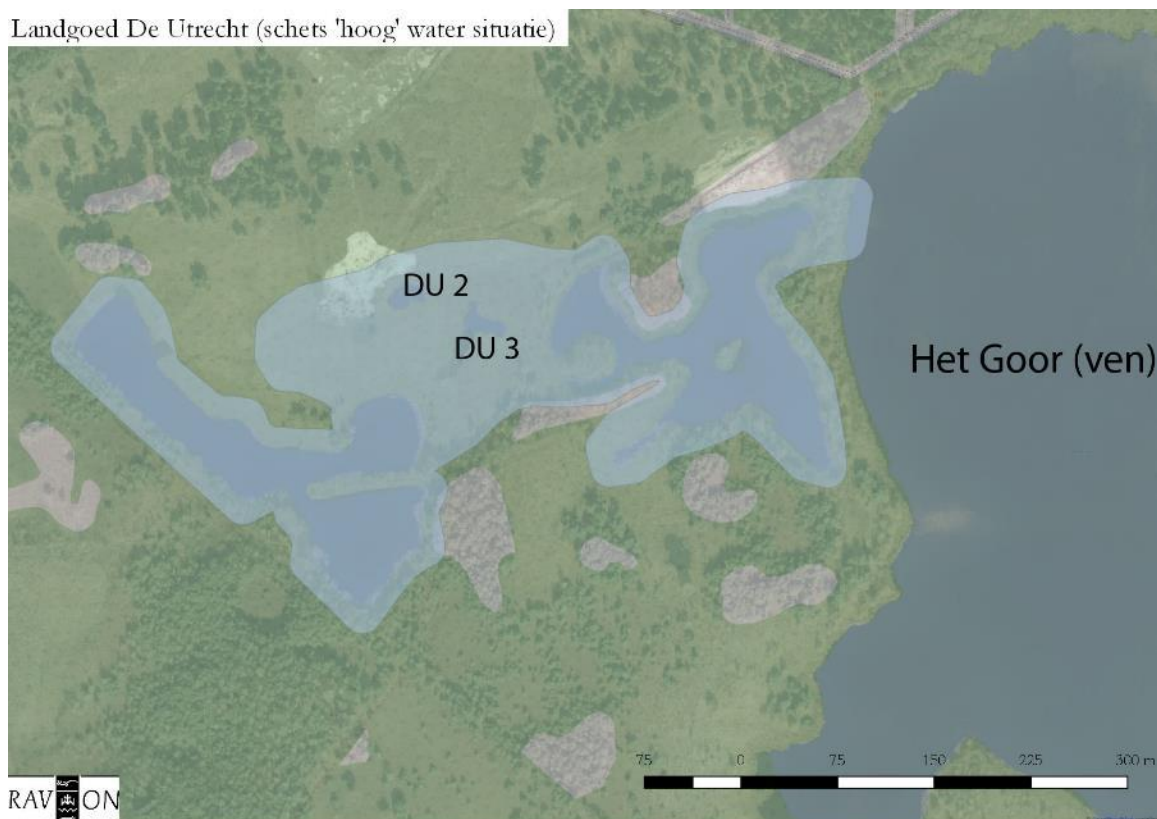 Landgoed De Utrecht (schets 'hoog' water situatie)
DU 2
DU 3
Het Goor (ven)
75 0 75 150 225 300 m
RAVON